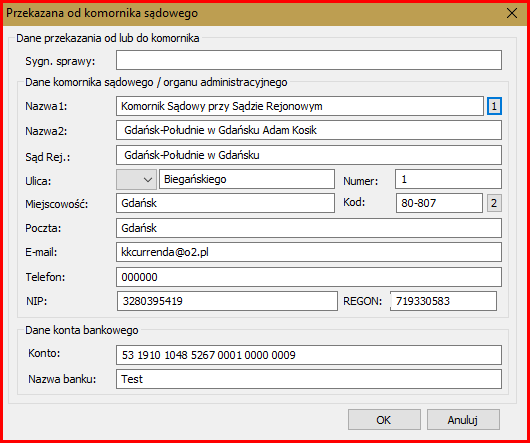 Przekazana od komornika sądowego
Dane przekazania od lub do komornika
Sygn. sprawy:
Dane komornika sądowego / organu administracyjnego
Nazwa1: Komornik Sądowy przy Sądzie Rejonowym 1
Nazwa2: Gdańsk-Południe w Gdańsku Adam Kosik
Sąd Rej.: Gdańsk-Południe w Gdańsku
Ulica: Biegańskiego Numer: 1
Miejscowość: Gdańsk Kod: 80-807 2
Poczta: Gdańsk
E-mail: kkcurrenda@o2.pl
Telefon: 000000
NIP: 3280395419 REGON: 719330583
Dane konta bankowego
Konto: 53 1910 1048 5267 0001 0000 0009
Nazwa banku: Test
OK Anuluj